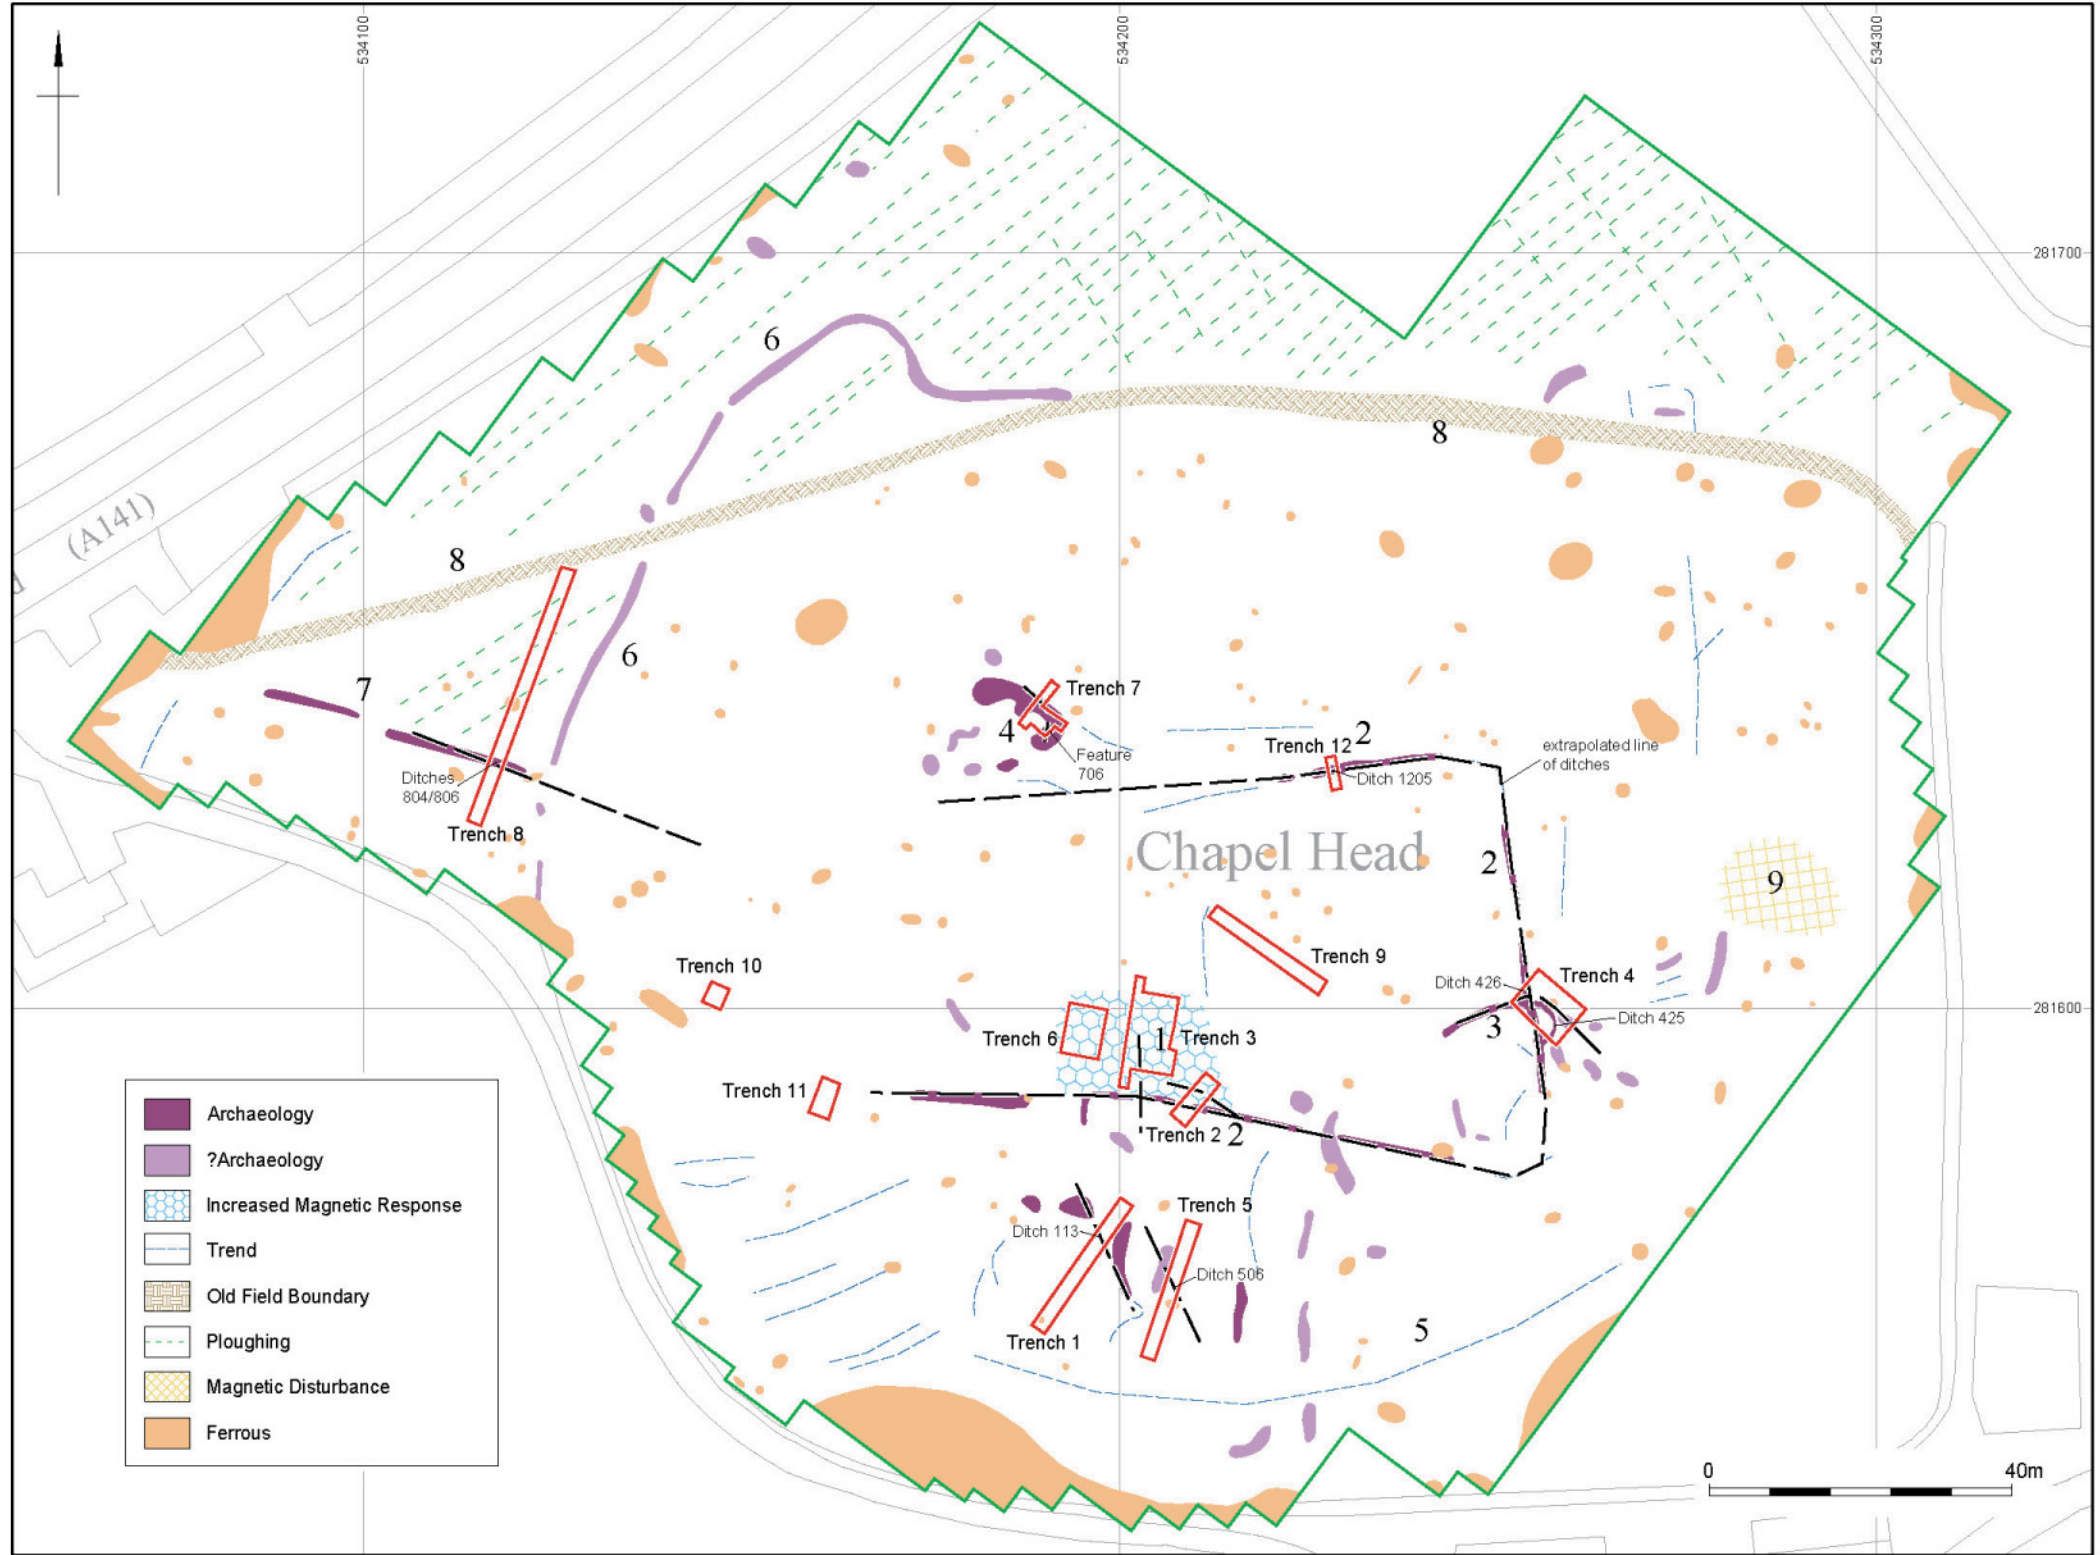 534100
534200
534300
281700
6
8
(A141)
8
6
7
Trench 7
4
Feature
706
2
Trench 12
extrapolated line
of ditches
Ditch 1205
Ditches
804/806
Trench 8
Chapel Head
2
9
Trench 10
Trench 9
Trench 4
Ditch 426
281600
3
Ditch 425
Trench 6
1
Trench 3
Trench 11
Trench 2
2
Trench 5
Ditch 113
Ditch 506
Trench 1
5
Archaeology
?Archaeology
Increased Magnetic Response
Trend
Old Field Boundary
Ploughing
Magnetic Disturbance
Ferrous
0
40m